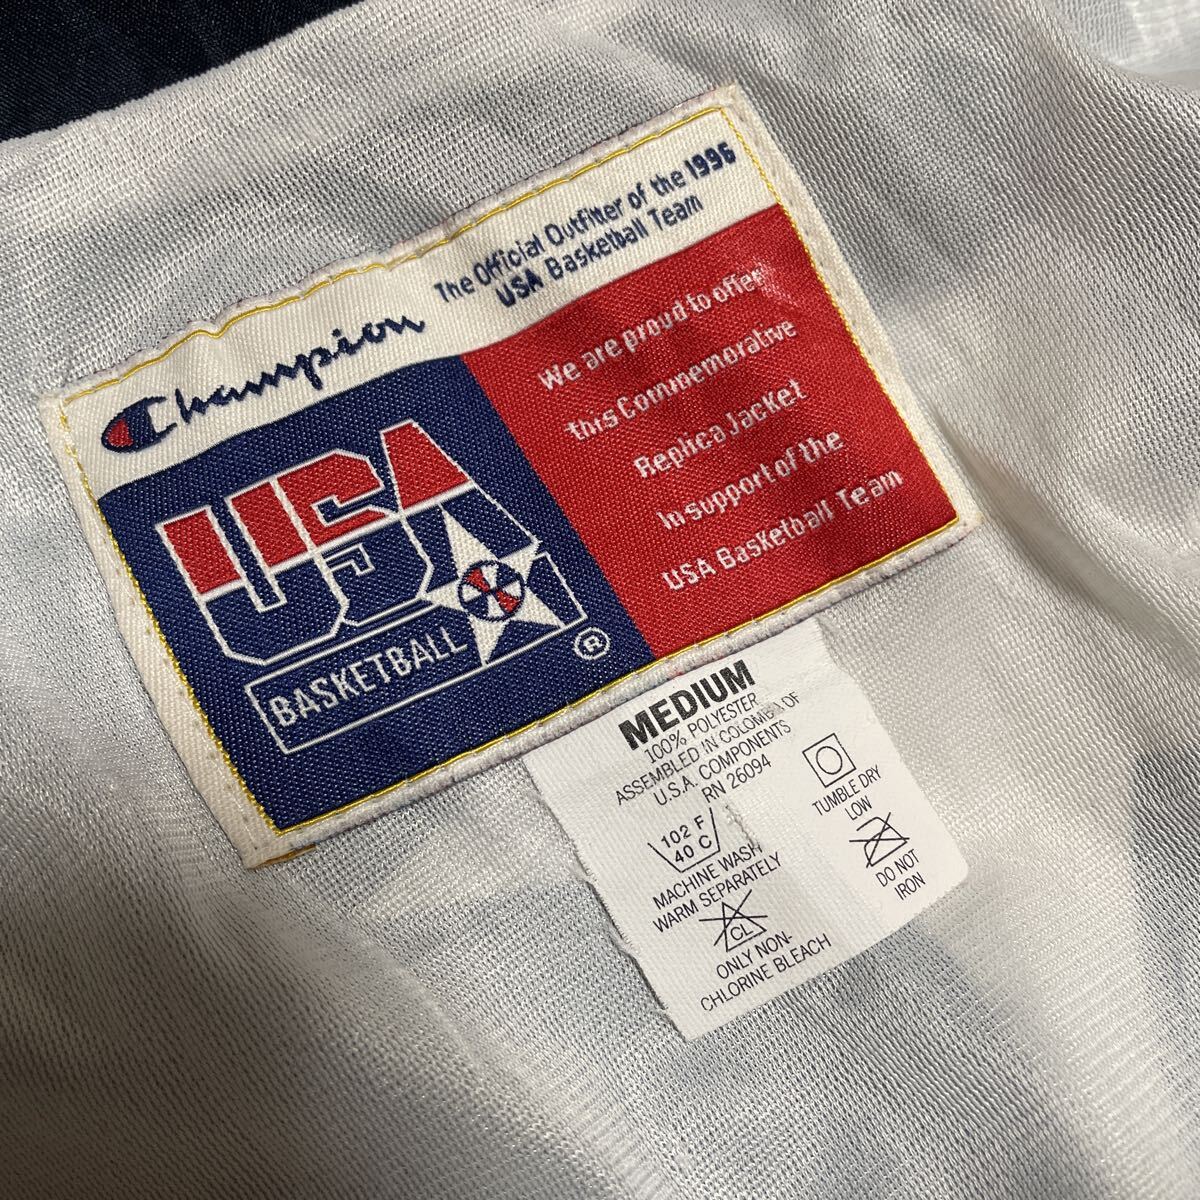 Champion
The Official Outfitter of the 1996
USA Basketball Team
USA
BASKETBALL
®
We are proud to offer
this Commemorative
Replica Jacket
In support of the
USA Basketball Team
MEDIUM
100% POLYESTER
ASSEMBLED IN COLOMBIA OF
U.S.A. COMPONENTS
RN 26094
102 F
40 C
MACHINE WASH
WARM SEPARATELY
CL
ONLY NON-
CHLORINE BLEACH
TUMBLE DRY
LOW
DO NOT
IRON